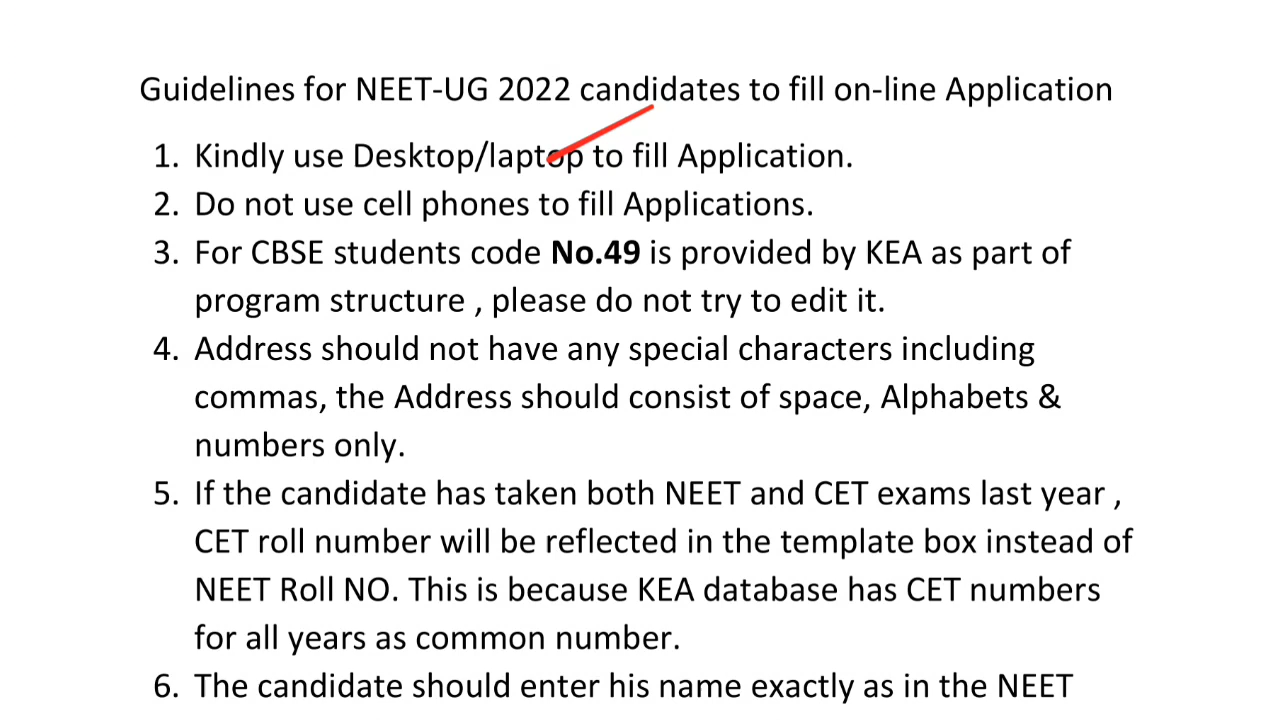 Guidelines for NEET-UG 2022 candidates to fill on-line Application
1. Kindly use Desktop/laptop to fill Application.
2. Do not use cell phones to fill Applications.
3. For CBSE students code No.49 is provided by KEA as part of
program structure , please do not try to edit it.
4. Address should not have any special characters including
commas, the Address should consist of space, Alphabets &
numbers only.
5. If the candidate has taken both NEET and CET exams last year ,
CET roll number will be reflected in the template box instead of
NEET Roll NO. This is because KEA database has CET numbers
for all years as common number.
6. The candidate should enter his name exactly as in the NEET